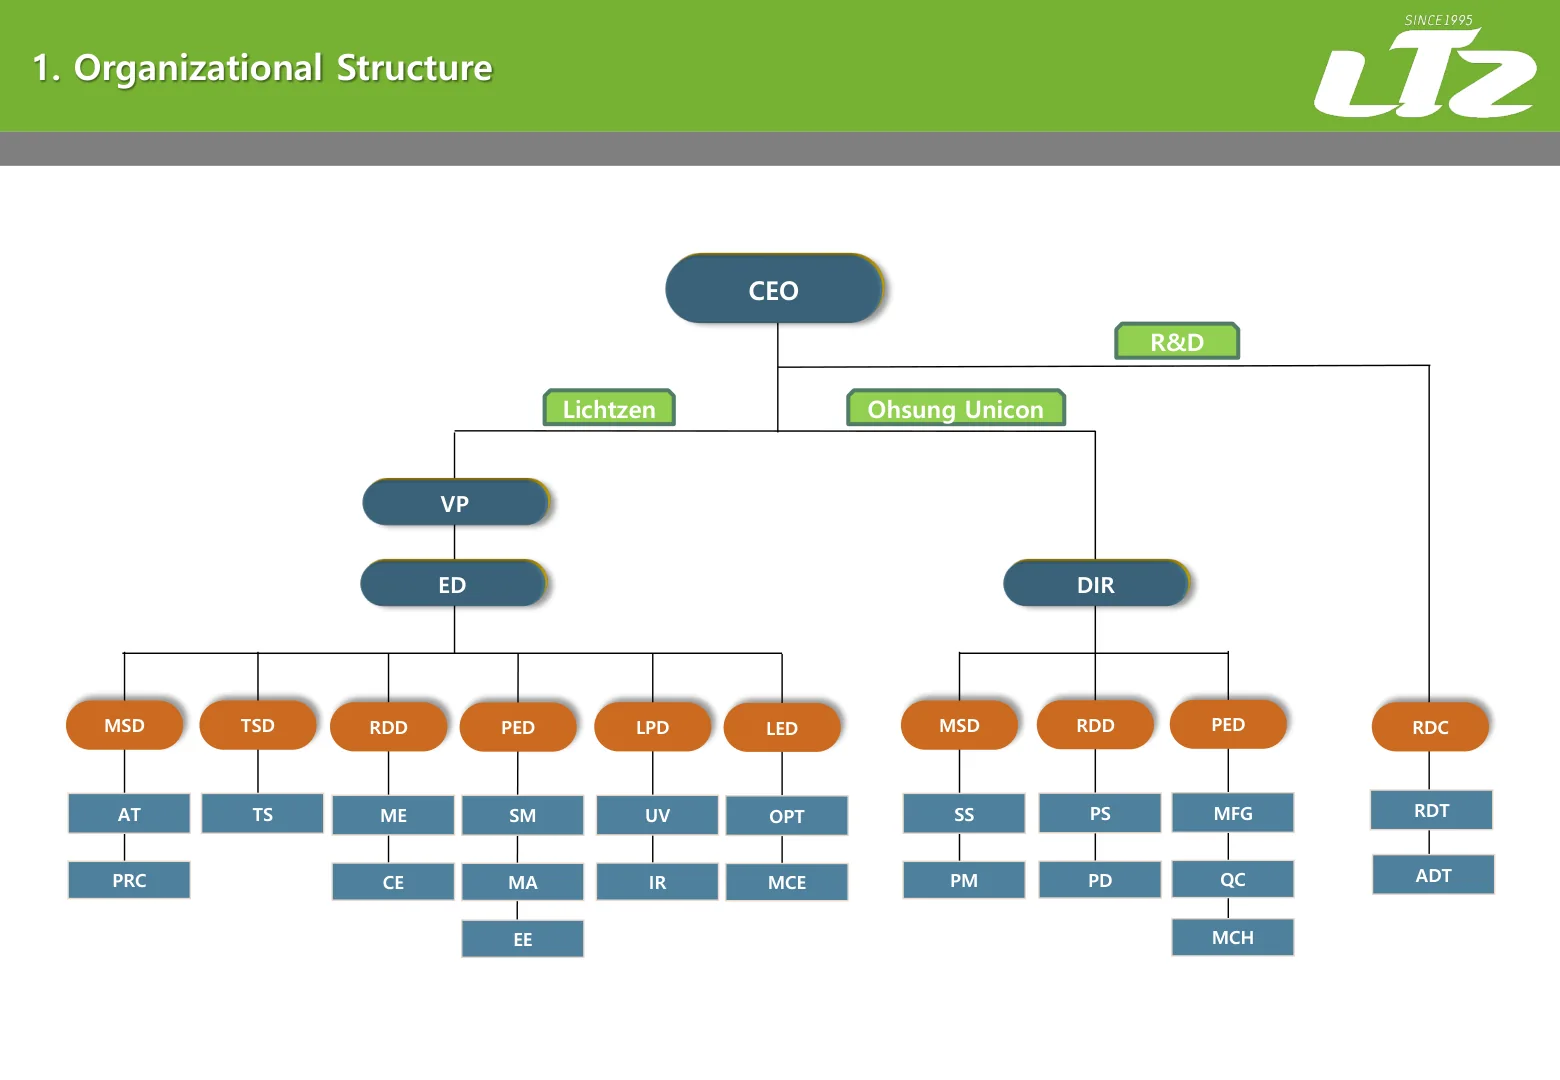 SINCE1995
LTZ
1. Organizational Structure
CEO
R&D
Lichtzen
Ohsung Unicon
VP
ED
DIR
MSD
TSD
RDD
PED
LPD
LED
MSD
RDD
PED
RDC
AT
TS
ME
SM
UV
OPT
SS
PS
MFG
RDT
PRC
CE
MA
IR
MCE
PM
PD
QC
ADT
EE
MCH